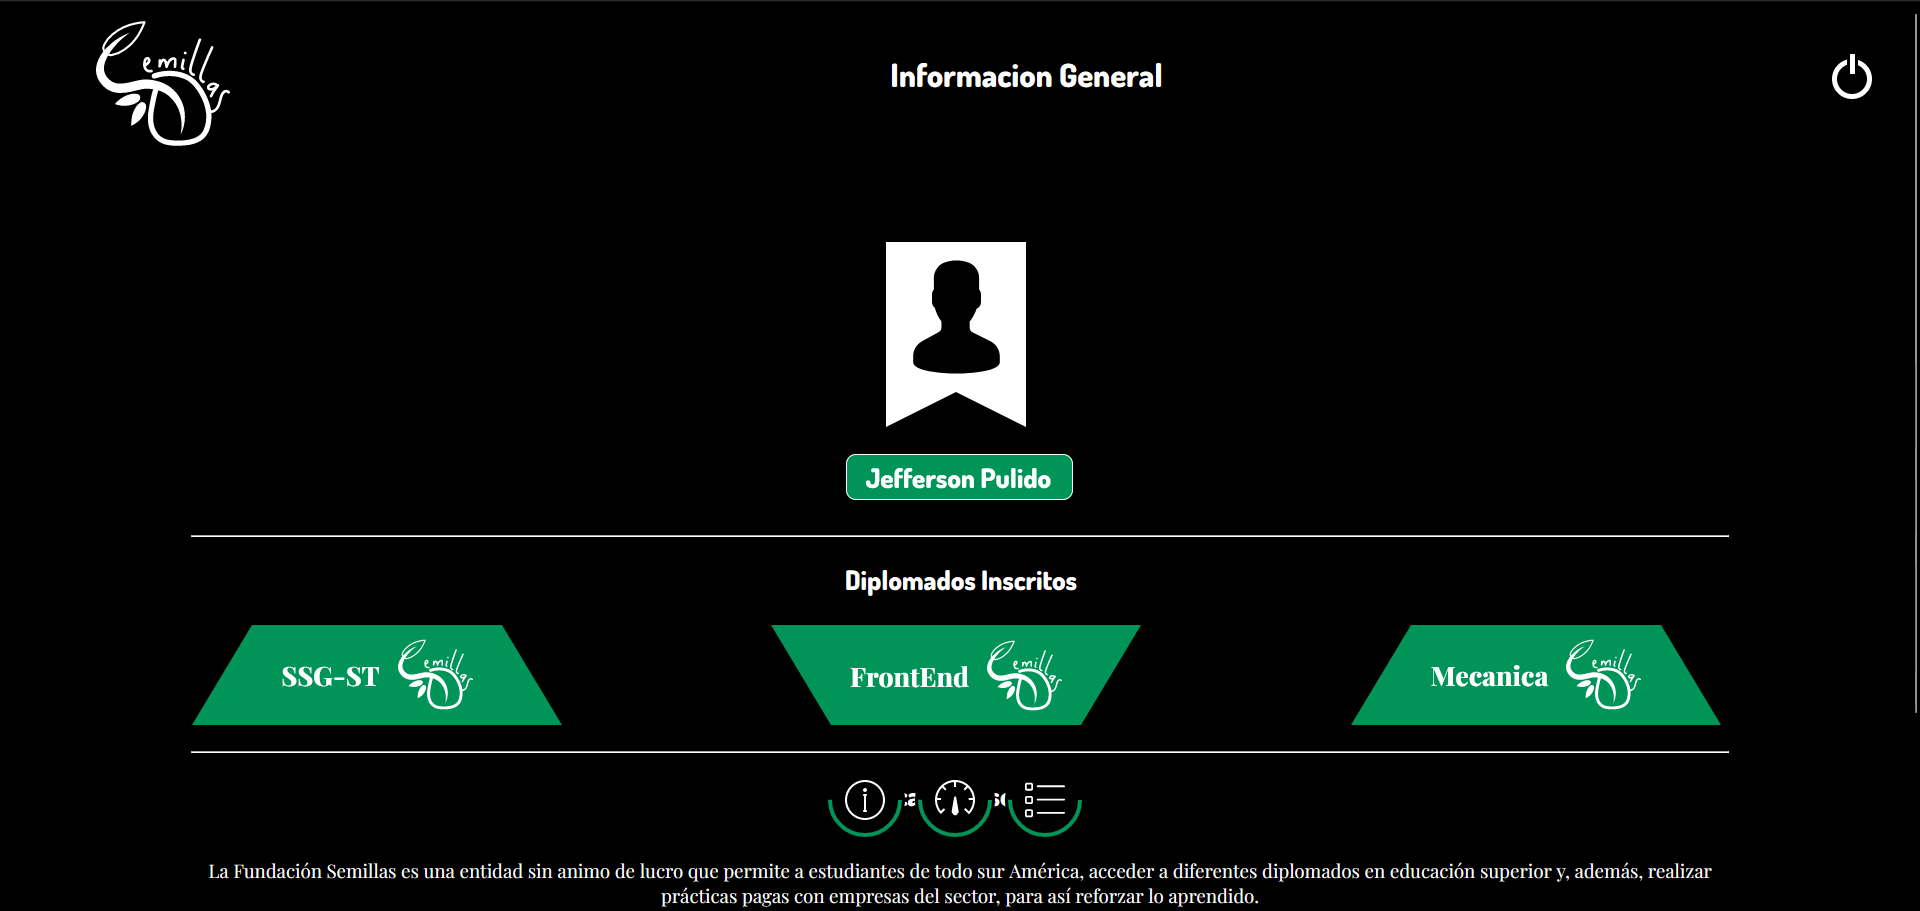 Semillas
Informacion General
Jefferson Pulido
Diplomados Inscritos
SSG-ST Semillas
FrontEnd Semillas
Mecanica Semillas
La Fundación Semillas es una entidad sin animo de lucro que permite a estudiantes de todo sur América, acceder a diferentes diplomados en educación superior y, además, realizar
prácticas pagas con empresas del sector, para así reforzar lo aprendido.